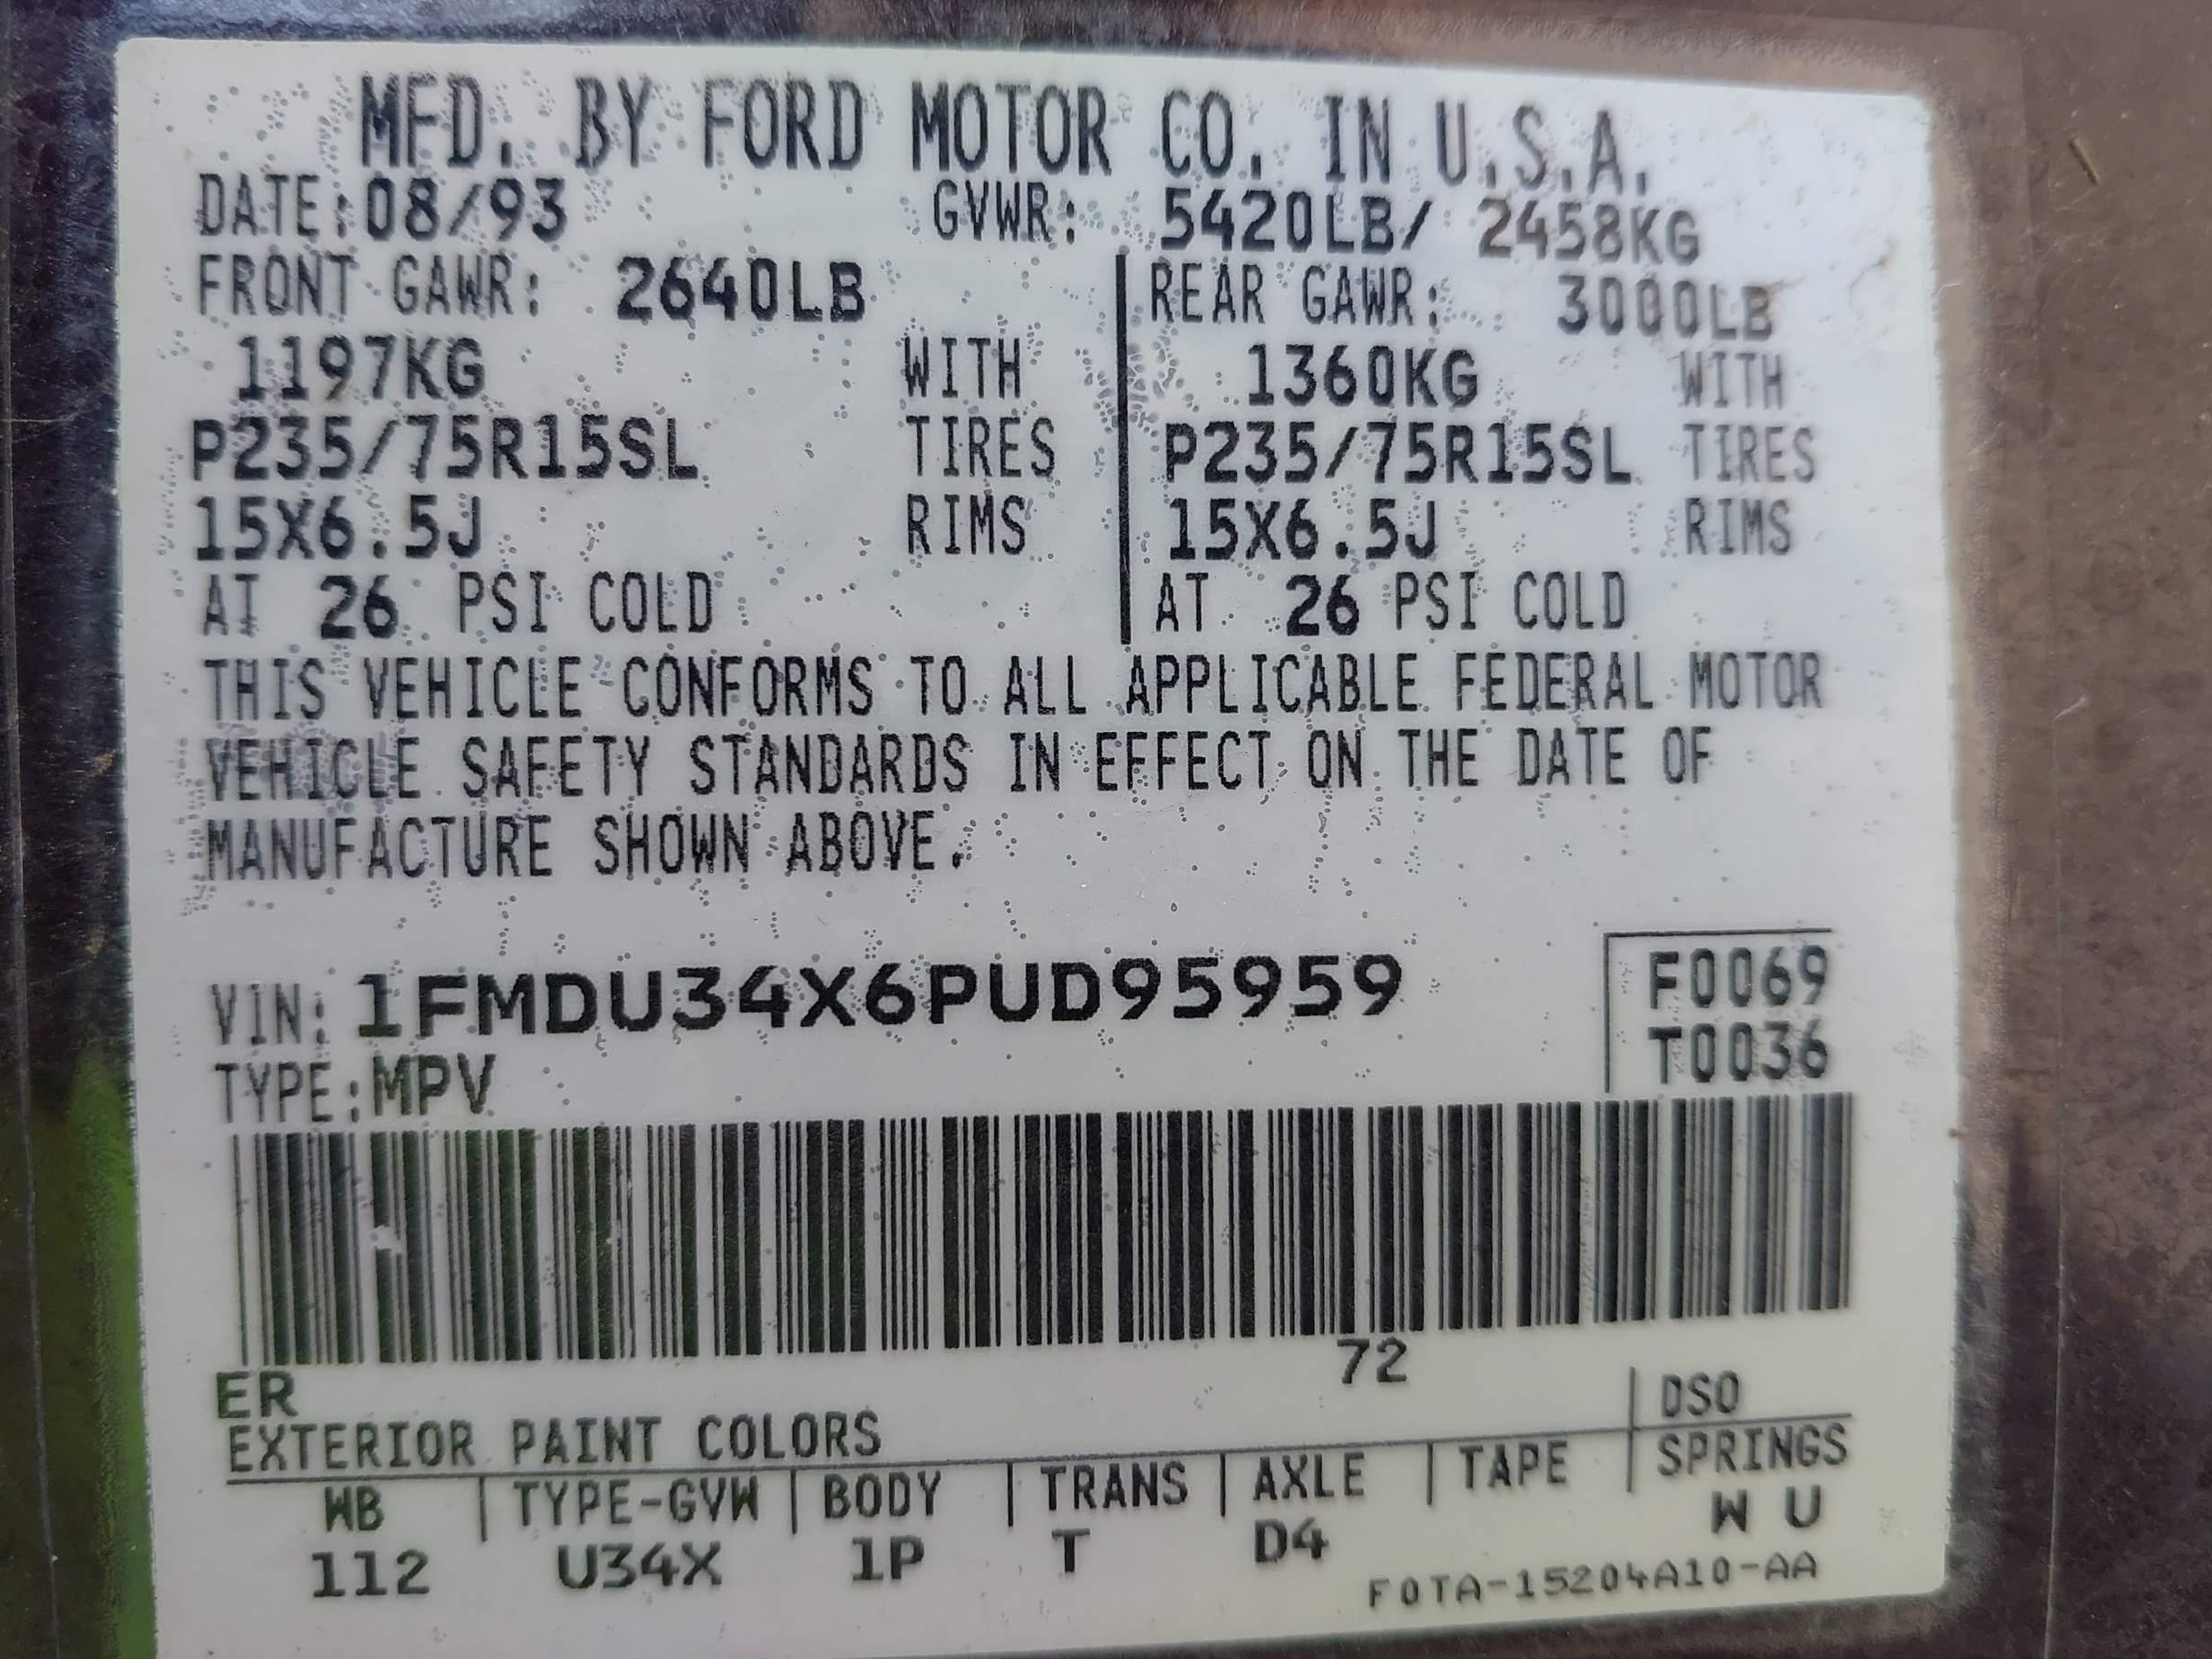 MFD. BY FORD MOTOR CO. IN U.S.A.
DATE: 08/93 GVWR: 5420LB/ 2458KG
FRONT GAWR: 2640LB REAR GAWR: 3000LB
1197KG WITH 1360KG WITH
P235/75R15SL TIRES P235/75R15SL TIRES
15X6.5J RIMS 15X6.5J RIMS
AT 26 PSI COLD AT 26 PSI COLD
THIS VEHICLE CONFORMS TO ALL APPLICABLE FEDERAL MOTOR
VEHICLE SAFETY STANDARDS IN EFFECT ON THE DATE OF
MANUFACTURE SHOWN ABOVE.
VIN: 1FMDU34X6PUD95959 F0069
TYPE: MPV T0036
72
ER DSO
EXTERIOR PAINT COLORS
WB TYPE-GVW BODY TRANS AXLE TAPE SPRINGS
112 U34X 1P T D4 W U
F0TA-15204A10-AA